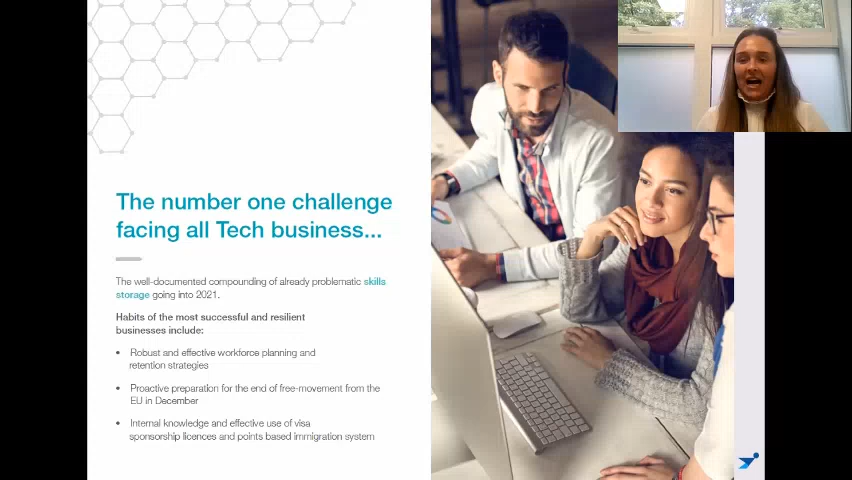 The number one challenge
facing all Tech business...
The well-documented compounding of already problematic skills
storage going into 2021.
Habits of the most successful and resilient
businesses include:
• Robust and effective workforce planning and
retention strategies
• Proactive preparation for the end of free-movement from the
EU in December
• Internal knowledge and effective use of visa
sponsorship licences and points based immigration system